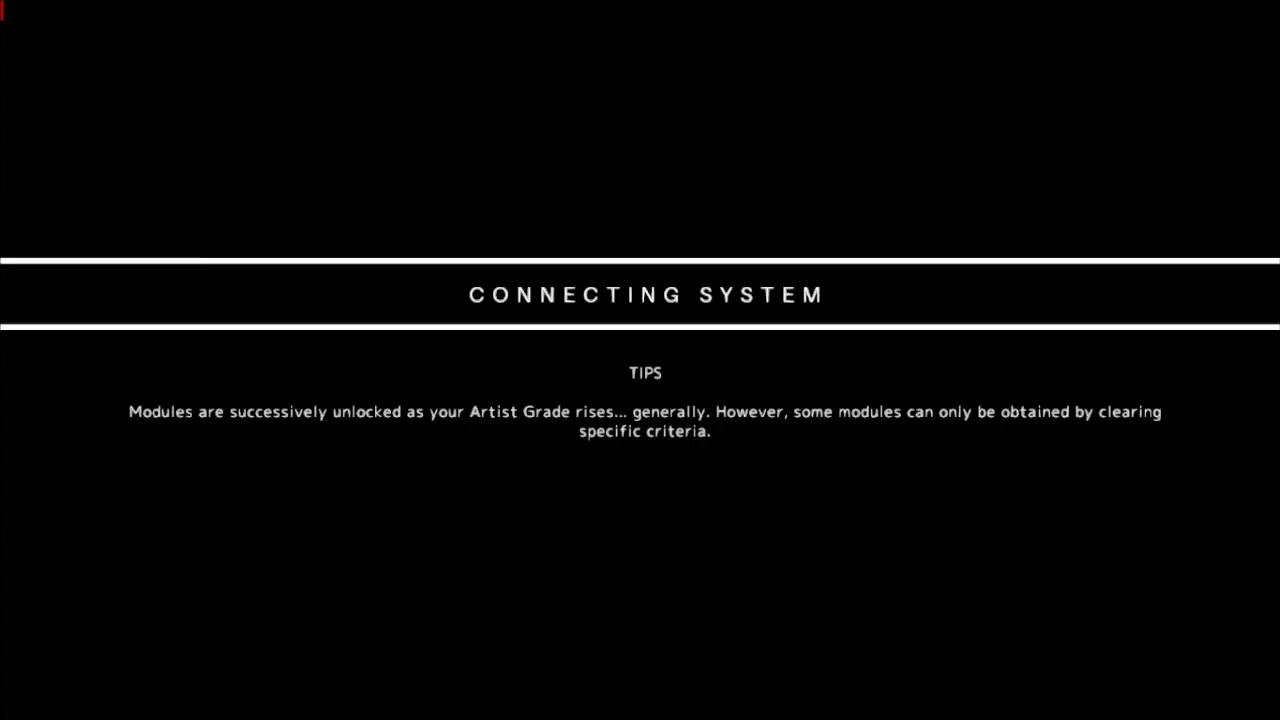 CONNECTING SYSTEM
TIPS
Modules are successively unlocked as your Artist Grade rises... generally. However, some modules can only be obtained by clearing
specific criteria.